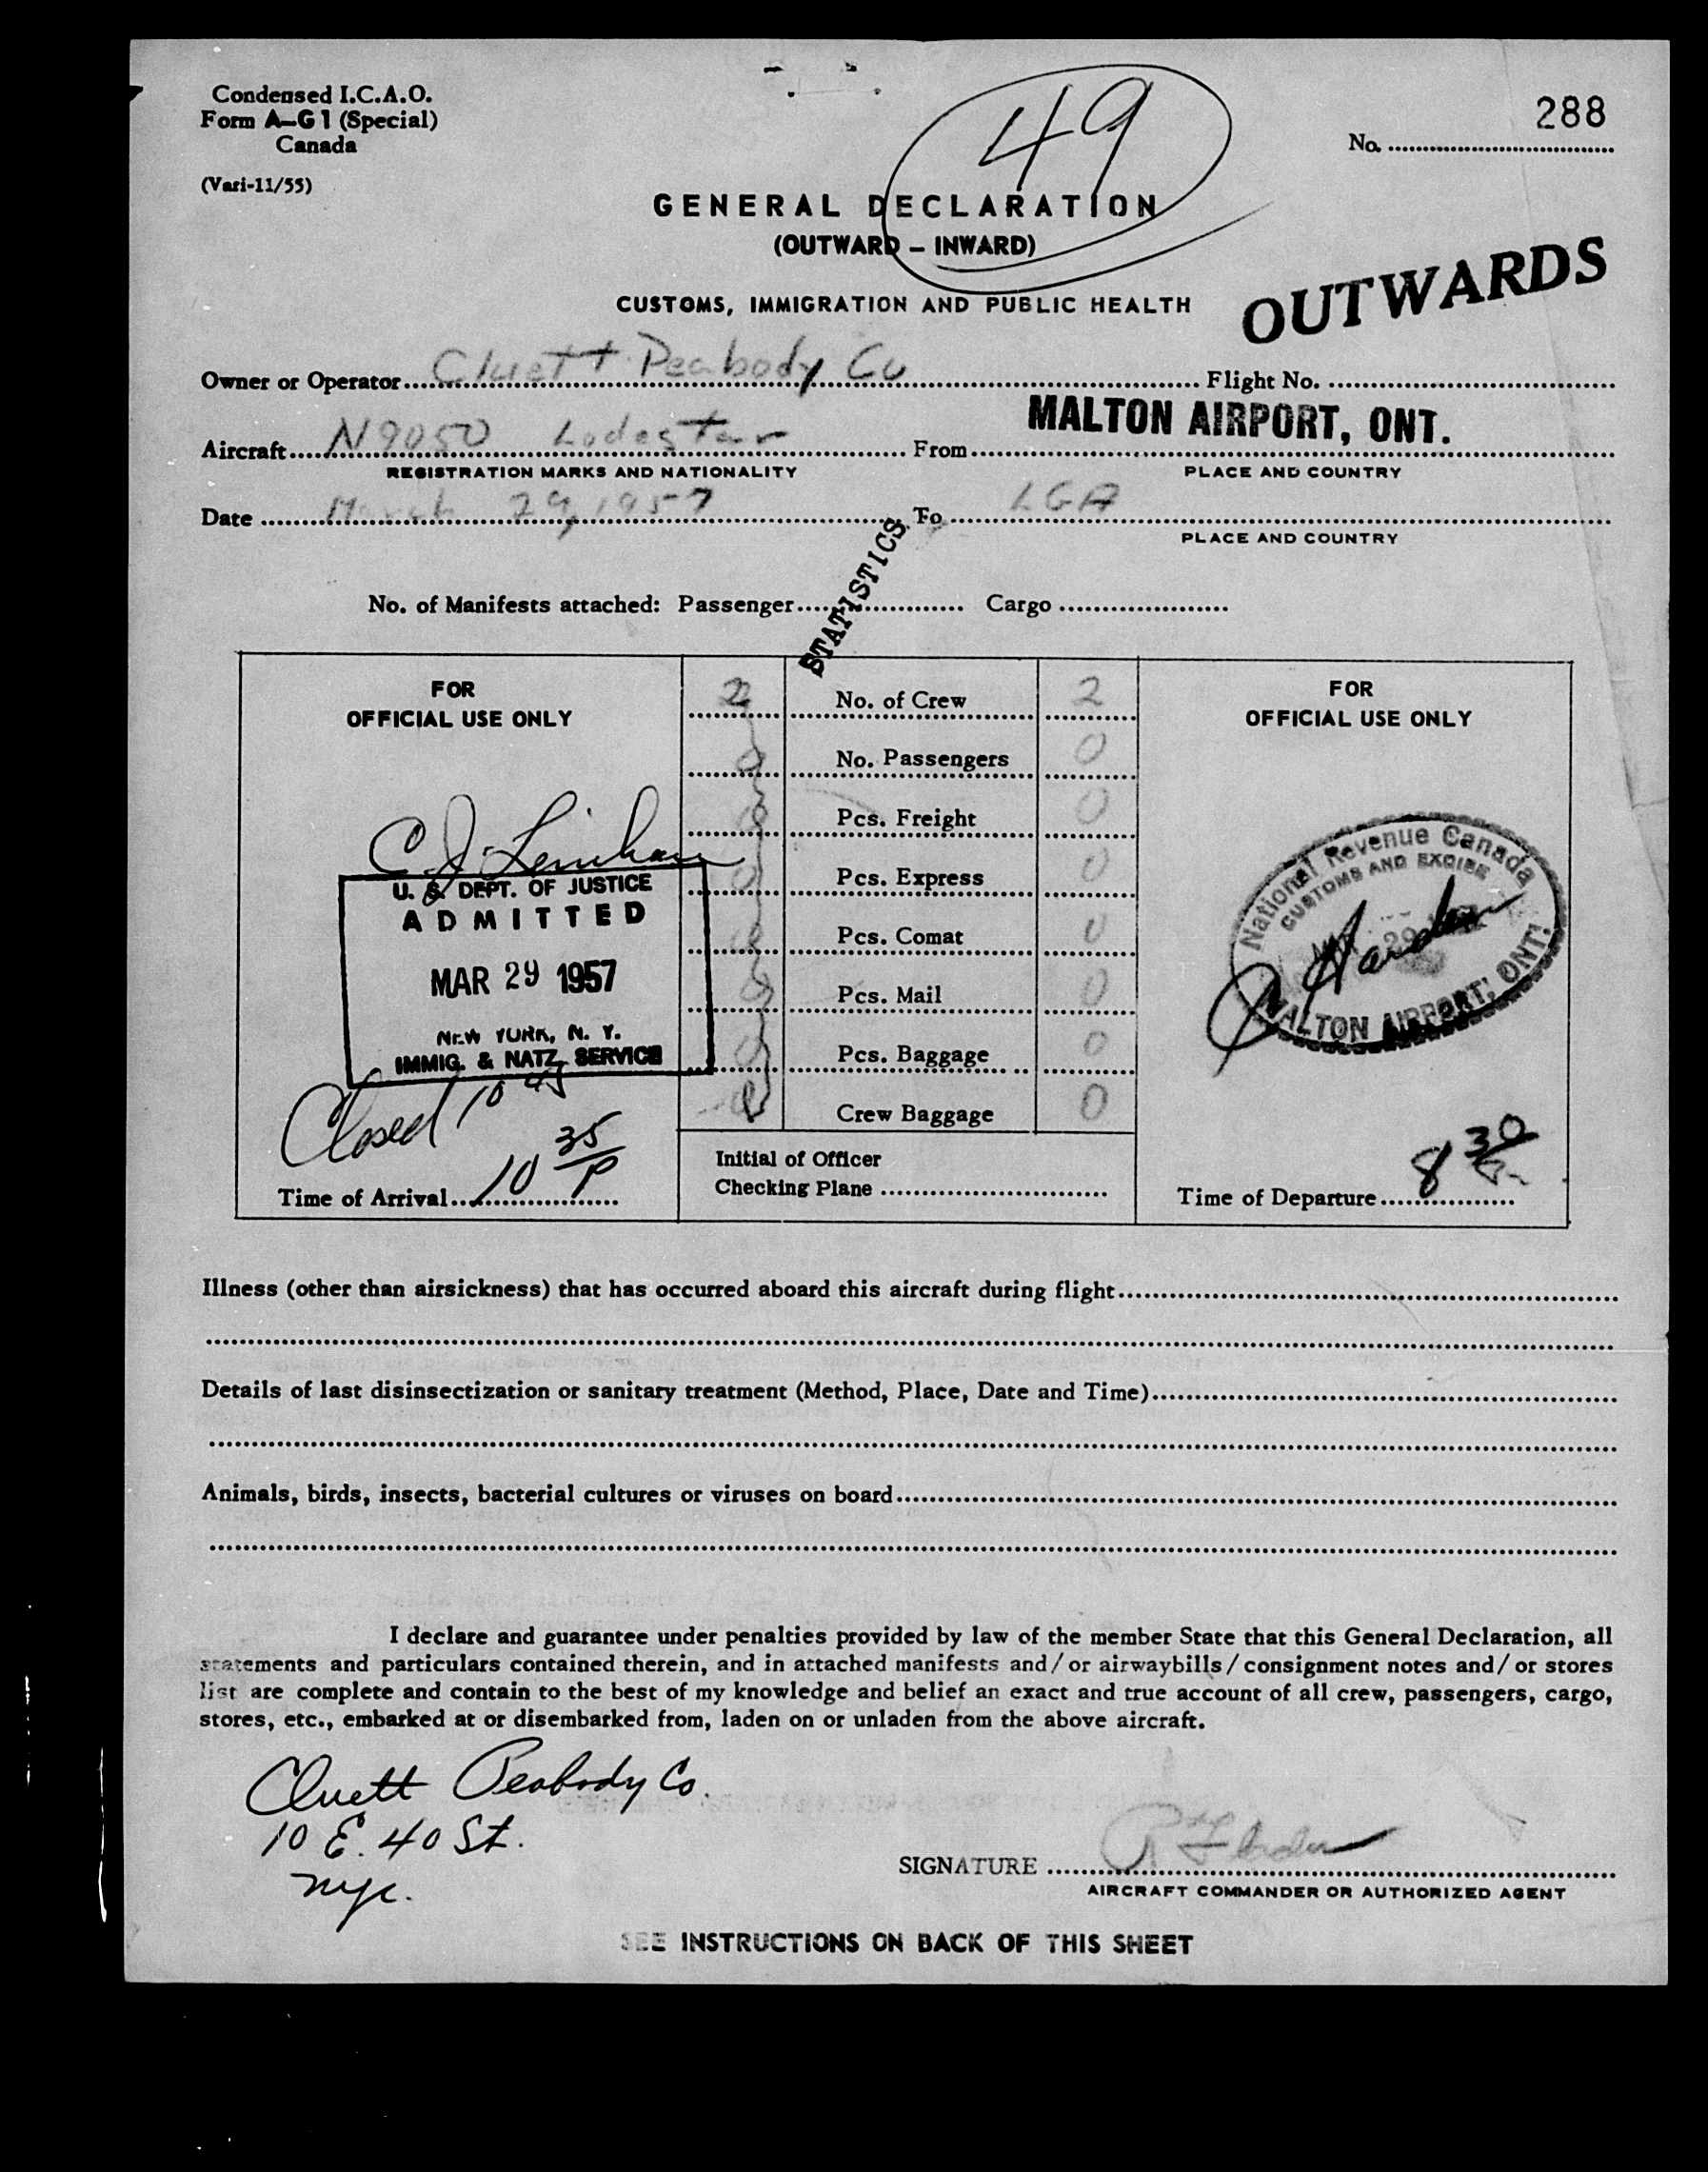 Condensed I.C.A.O.
Form A—G 1 (Special)
Canada
(Vari-11/55)
49
288
No.
GENERAL DECLARATION
(OUTWARD – INWARD)
CUSTOMS, IMMIGRATION AND PUBLIC HEALTH
OUTWARDS
Owner or Operator Cluett Peabody Co Flight No.
MALTON AIRPORT, ONT.
Aircraft N9050 Lodestar From
REGISTRATION MARKS AND NATIONALITY PLACE AND COUNTRY
Date March 29, 1957 To LGA
PLACE AND COUNTRY
STATISTICS
No. of Manifests attached: Passenger Cargo
FOR
OFFICIAL USE ONLY
2 No. of Crew 2
0 No. Passengers 0
0 Pcs. Freight 0
0 Pcs. Express 0
0 Pcs. Comat 0
0 Pcs. Mail 0
0 Pcs. Baggage 0
0 Crew Baggage 0
Initial of Officer
Checking Plane
C. J.
U. S. DEPT. OF JUSTICE
ADMITTED
MAR 29 1957
NEW YORK, N. Y.
IMMIG. & NATZ. SERVICE
Closed 10 45
Time of Arrival 10 35 P
FOR
OFFICIAL USE ONLY
National Revenue Canada
CUSTOMS AND EXCISE
29
MALTON AIRPORT, ONT.
Time of Departure 8 30
Illness (other than airsickness) that has occurred aboard this aircraft during flight
Details of last disinsectization or sanitary treatment (Method, Place, Date and Time)
Animals, birds, insects, bacterial cultures or viruses on board
I declare and guarantee under penalties provided by law of the member State that this General Declaration, all
statements and particulars contained therein, and in attached manifests and/or airwaybills/consignment notes and/or stores
list are complete and contain to the best of my knowledge and belief an exact and true account of all crew, passengers, cargo,
stores, etc., embarked at or disembarked from, laden on or unladen from the above aircraft.
Cluett Peabody Co.
10 E. 40 St.
nyc.
SIGNATURE
AIRCRAFT COMMANDER OR AUTHORIZED AGENT
SEE INSTRUCTIONS ON BACK OF THIS SHEET